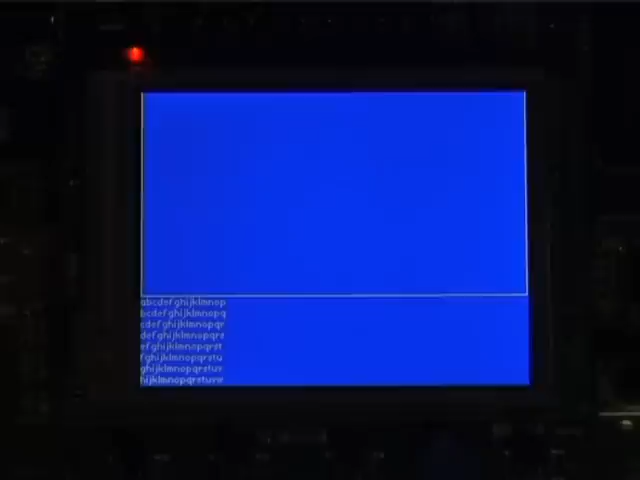 abcdefghijklmnop
bcdefghijklmnopq
cdefghijklmnopqr
defghijklmnopqrs
efghijklmnopqrst
fghijklmnopqrstu
ghijklmnopqrstuv
hijklmnopqrstuvw